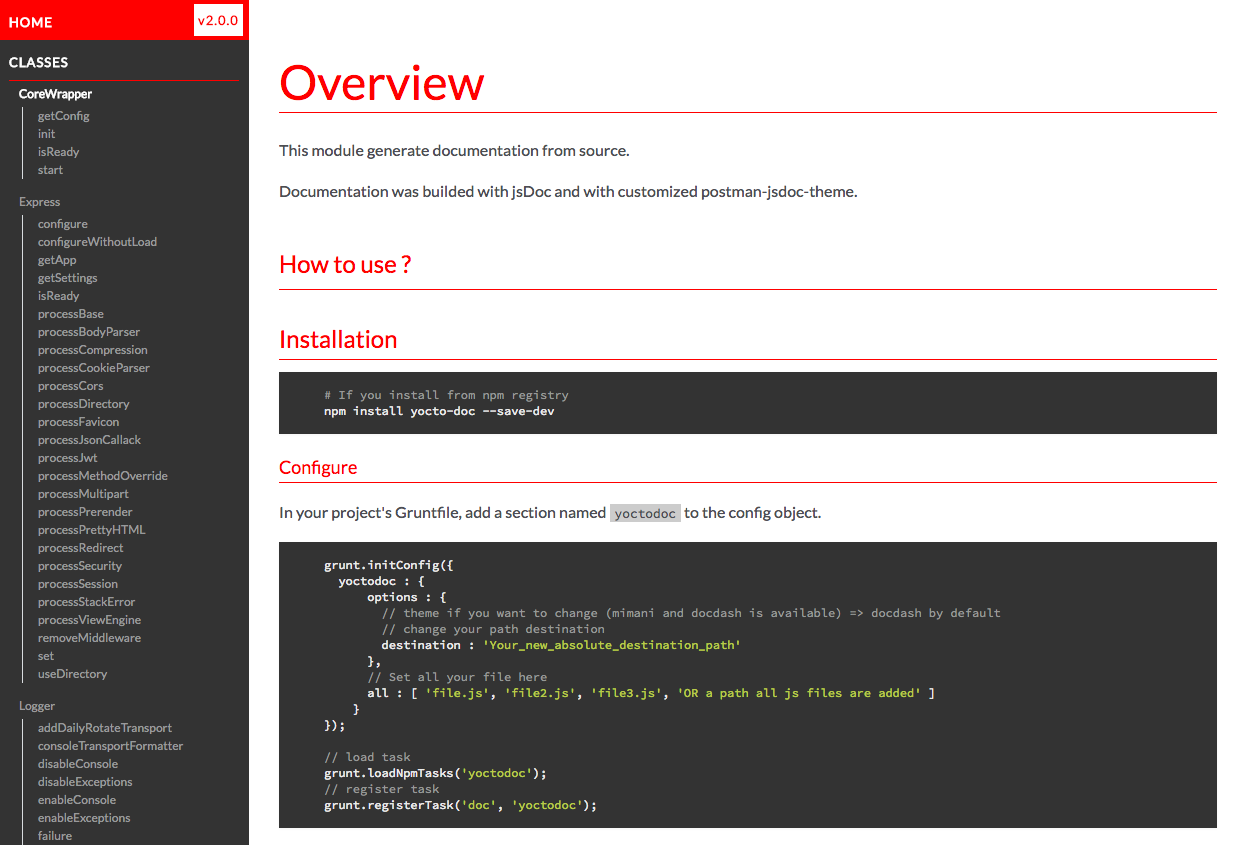 HOME
v2.0.0
CLASSES
CoreWrapper
getConfig
init
isReady
start
Express
configure
configureWithoutLoad
getApp
getSettings
isReady
processBase
processBodyParser
processCompression
processCookieParser
processCors
processDirectory
processFavicon
processJsonCallack
processJwt
processMethodOverride
processMultipart
processPrerender
processPrettyHTML
processRedirect
processSecurity
processSession
processStackError
processViewEngine
removeMiddleware
set
useDirectory
Logger
addDailyRotateTransport
consoleTransportFormatter
disableConsole
disableExceptions
enableConsole
enableExceptions
failure
Overview
This module generate documentation from source.
Documentation was builded with jsDoc and with customized postman-jsdoc-theme.
How to use ?
Installation
# If you install from npm registry
npm install yocto-doc --save-dev
Configure
In your project's Gruntfile, add a section named yoctodoc to the config object.
grunt.initConfig({
  yoctodoc : {
      options : {
        // theme if you want to change (mimani and docdash is available) => docdash by default
        // change your path destination
        destination : 'Your_new_absolute_destination_path'
      },
      // Set all your file here
      all : [ 'file.js', 'file2.js', 'file3.js', 'OR a path all js files are added' ]
    }
});
// load task
grunt.loadNpmTasks('yoctodoc');
// register task
grunt.registerTask('doc', 'yoctodoc');